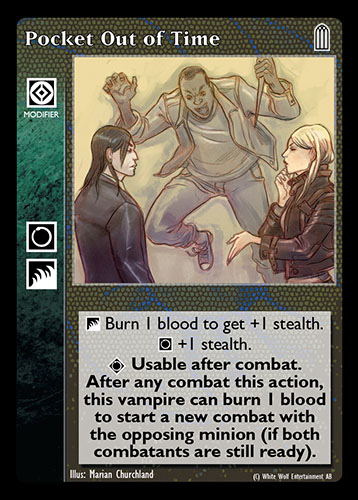 Pocket Out of Time
MODIFIER
Burn 1 blood to get +1 stealth.
+1 stealth.
Usable after combat.
After any combat this action,
this vampire can burn 1 blood
to start a new combat with
the opposing minion (if both
combatants are still ready).
Illus: Marian Churchland
(C) White Wolf Entertainment AB